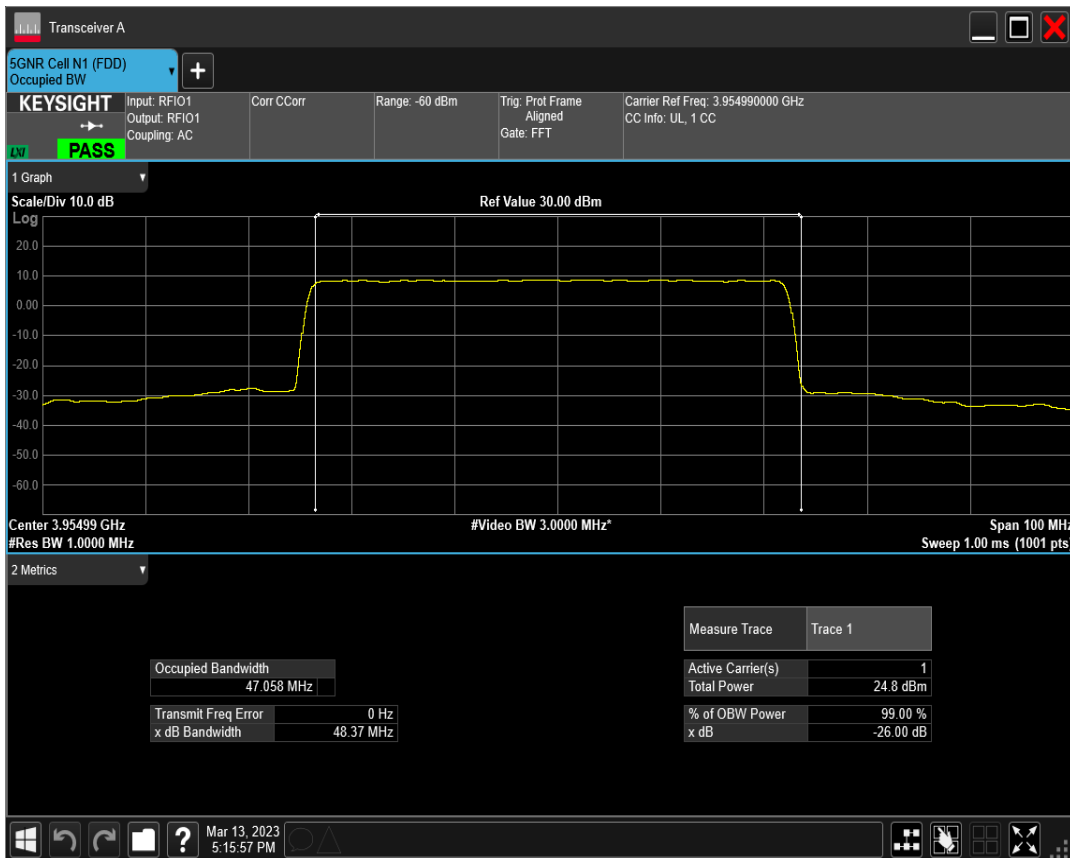 Transceiver A
5GNR Cell N1 (FDD)
Occupied BW
+
KEYSIGHT
LXI
PASS
Input: RFIO1
Output: RFIO1
Coupling: AC
Corr CCorr
Range: -60 dBm
Trig: Prot Frame
Aligned
Gate: FFT
Carrier Ref Freq: 3.954990000 GHz
CC Info: UL, 1 CC
1 Graph
Scale/Div 10.0 dB
Ref Value 30.00 dBm
Log
20.0
10.0
0.00
-10.0
-20.0
-30.0
-40.0
-50.0
-60.0
Center 3.95499 GHz
#Video BW 3.0000 MHz*
Span 100 MHz
#Res BW 1.0000 MHz
Sweep 1.00 ms (1001 pts)
2 Metrics
Measure Trace Trace 1
Occupied Bandwidth
47.058 MHz
Active Carrier(s) 1
Total Power 24.8 dBm
Transmit Freq Error 0 Hz
x dB Bandwidth 48.37 MHz
% of OBW Power 99.00 %
x dB -26.00 dB
?
Mar 13, 2023
5:15:57 PM